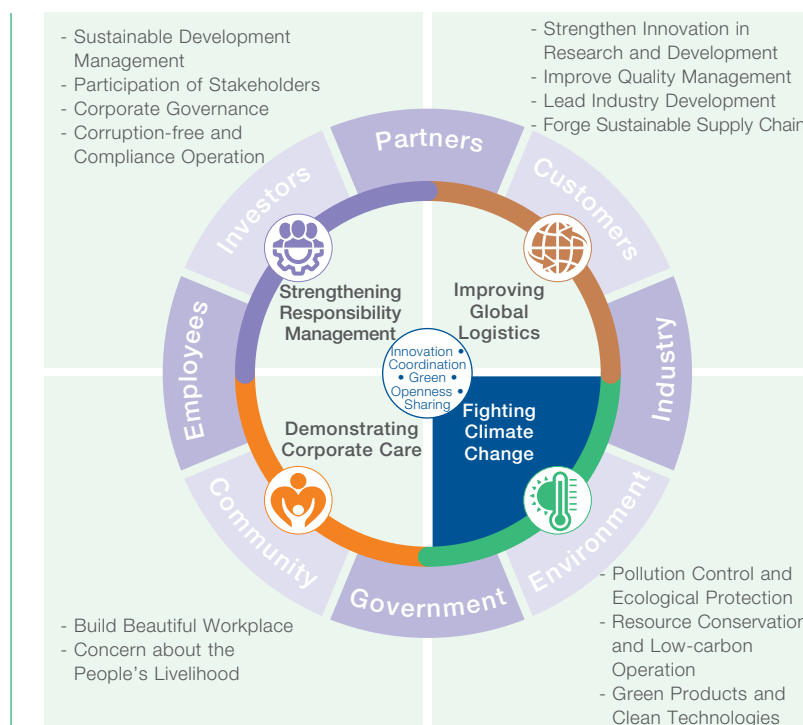 - Sustainable Development
Management
- Participation of Stakeholders
- Corporate Governance
- Corruption-free and
Compliance Operation
- Strengthen Innovation in
Research and Development
- Improve Quality Management
- Lead Industry Development
- Forge Sustainable Supply Chain
Partners
Investors
Customers
Employees
Industry
Strengthening
Responsibility
Management
Improving
Global
Logistics
Innovation •
Coordination
• Green •
Openness •
Sharing
Demonstrating
Corporate Care
Fighting
Climate
Change
Community
Environment
Government
- Build Beautiful Workplace
- Concern about the
People's Livelihood
- Pollution Control and
Ecological Protection
- Resource Conservation
and Low-carbon
Operation
- Green Products and
Clean Technologies